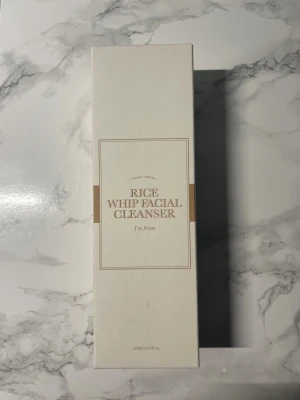 RICE
WHIP FACIAL
CLEANSER
I'm from